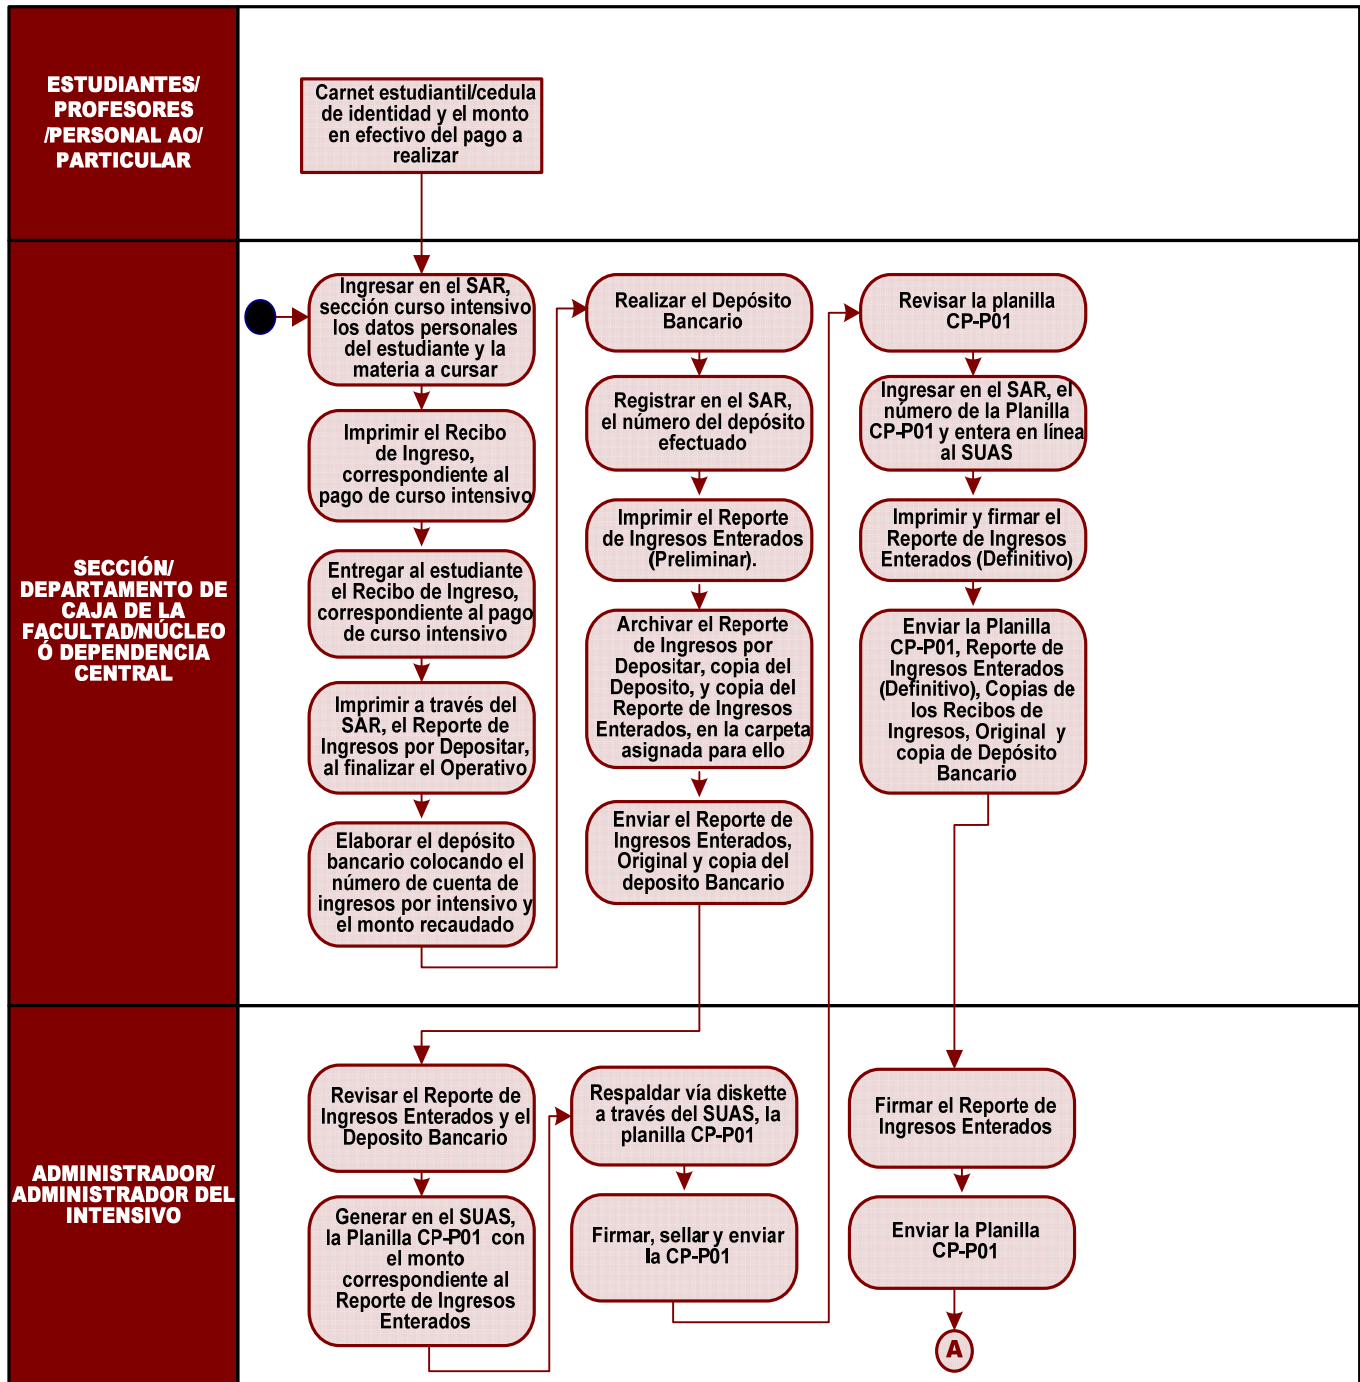 ESTUDIANTES/
PROFESORES
/PERSONAL AO/
PARTICULAR
Carnet estudiantil/cedula
de identidad y el monto
en efectivo del pago a
realizar
SECCIÓN/
DEPARTAMENTO DE
CAJA DE LA
FACULTAD/NÚCLEO
Ó DEPENDENCIA
CENTRAL
Ingresar en el SAR,
sección curso intensivo
los datos personales
del estudiante y la
materia a cursar
Imprimir el Recibo
de Ingreso,
correspondiente al
pago de curso intensivo
Entregar al estudiante
el Recibo de Ingreso,
correspondiente al pago
de curso intensivo
Imprimir a través del
SAR, el Reporte de
Ingresos por Depositar,
al finalizar el Operativo
Elaborar el depósito
bancario colocando el
número de cuenta de
ingresos por intensivo y
el monto recaudado
Realizar el Depósito
Bancario
Registrar en el SAR,
el número del depósito
efectuado
Imprimir el Reporte
de Ingresos Enterados
(Preliminar).
Archivar el Reporte
de Ingresos por
Depositar, copia del
Deposito, y copia del
Reporte de Ingresos
Enterados, en la carpeta
asignada para ello
Enviar el Reporte de
Ingresos Enterados,
Original y copia del
deposito Bancario
Revisar la planilla
CP-P01
Ingresar en el SAR, el
número de la Planilla
CP-P01 y entera en línea
al SUAS
Imprimir y firmar el
Reporte de Ingresos
Enterados (Definitivo)
Enviar la Planilla
CP-P01, Reporte de
Ingresos Enterados
(Definitivo), Copias de
los Recibos de
Ingresos, Original y
copia de Depósito
Bancario
ADMINISTRADOR/
ADMINISTRADOR DEL
INTENSIVO
Revisar el Reporte de
Ingresos Enterados y el
Deposito Bancario
Generar en el SUAS,
la Planilla CP-P01 con
el monto
correspondiente al
Reporte de Ingresos
Enterados
Respaldar vía diskette
a través del SUAS, la
planilla CP-P01
Firmar, sellar y enviar
la CP-P01
Firmar el Reporte de
Ingresos Enterados
Enviar la Planilla
CP-P01
A